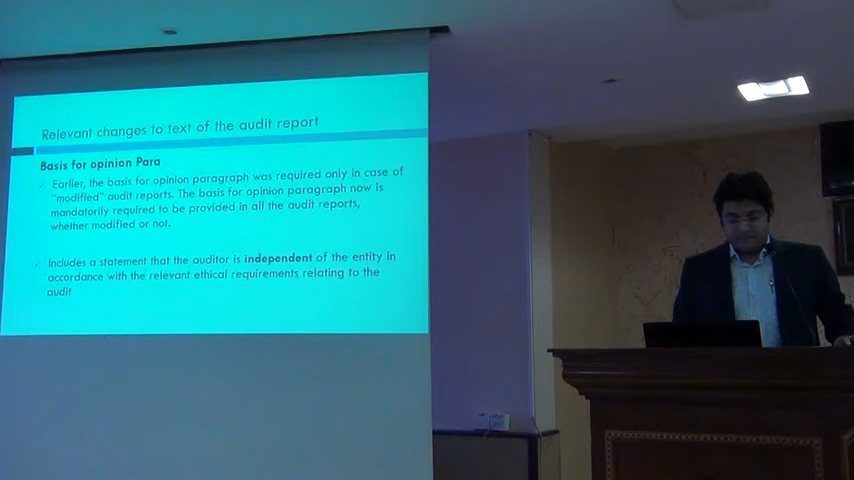 Relevant changes to text of the audit report
Basis for opinion Para
Earlier, the basis for opinion paragraph was required only in case of
"modified" audit reports. The basis for opinion paragraph now is
mandatorily required to be provided in all the audit reports,
whether modified or not.
Includes a statement that the auditor is independent of the entity in
accordance with the relevant ethical requirements relating to the
audit